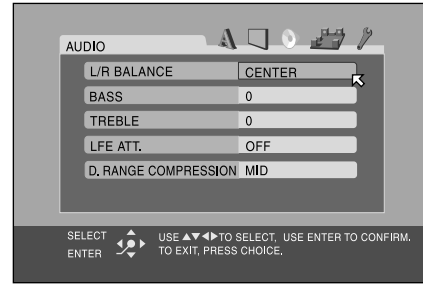 AUDIO
L/R BALANCE CENTER
BASS 0
TREBLE 0
LFE ATT. OFF
D. RANGE COMPRESSION MID
SELECT USE ▲▼◀▶TO SELECT, USE ENTER TO CONFIRM.
ENTER TO EXIT, PRESS CHOICE.